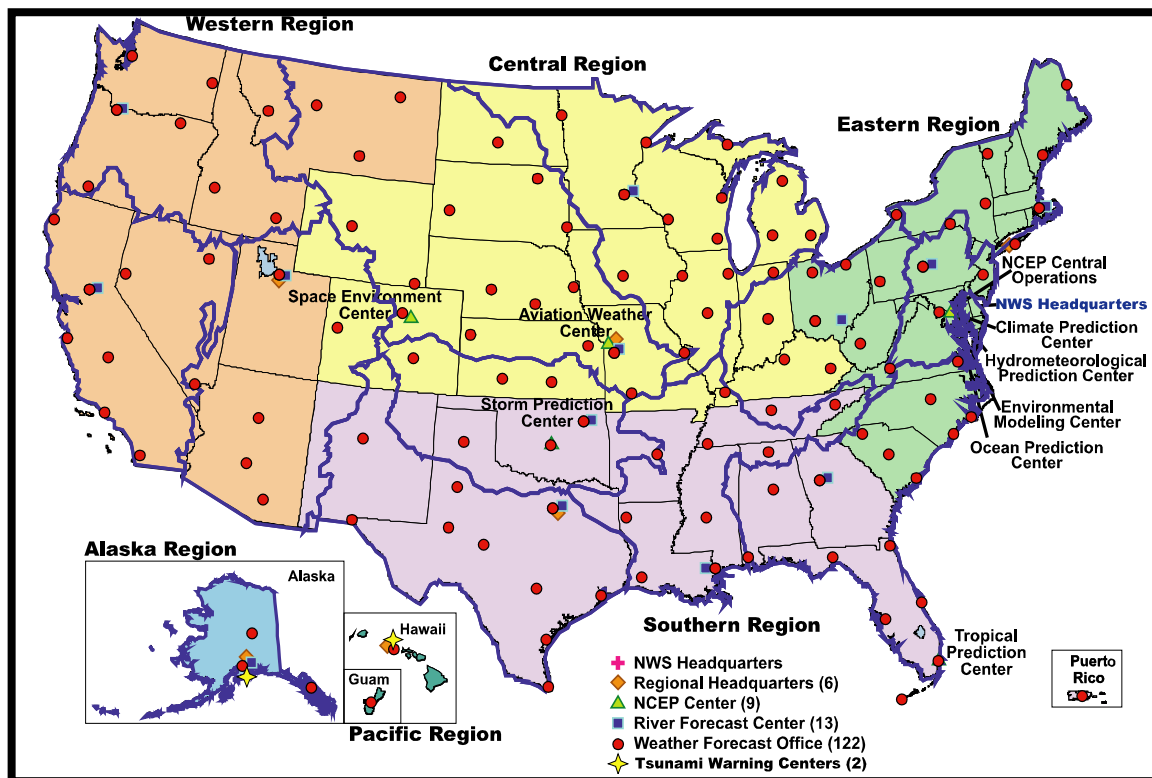 Western Region
Central Region
Eastern Region
NCEP Central
Operations
NWS Headquarters
Climate Prediction
Center
Hydrometeorological
Prediction Center
Environmental
Modeling Center
Ocean Prediction
Center
Space Environment
Center
Aviation Weather
Center
Storm Prediction
Center
Alaska Region
Alaska
Hawaii
Guam
Pacific Region
Southern Region
NWS Headquarters
Regional Headquarters (6)
NCEP Center (9)
River Forecast Center (13)
Weather Forecast Office (122)
Tsunami Warning Centers (2)
Tropical
Prediction
Center
Puerto
Rico